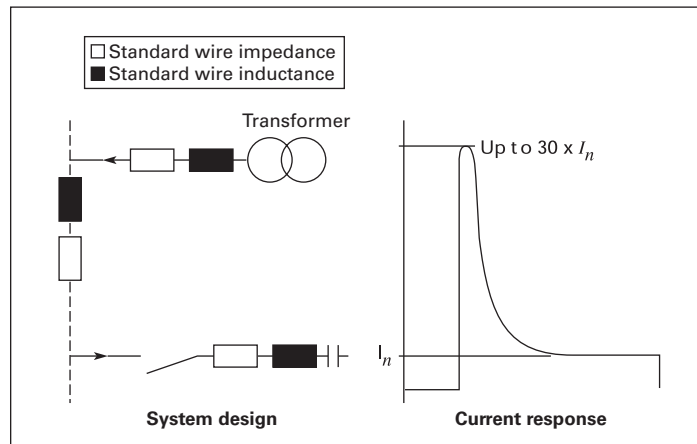 Standard wire impedance
Standard wire inductance
Transformer
Up to 30 x In
In
System design
Current response